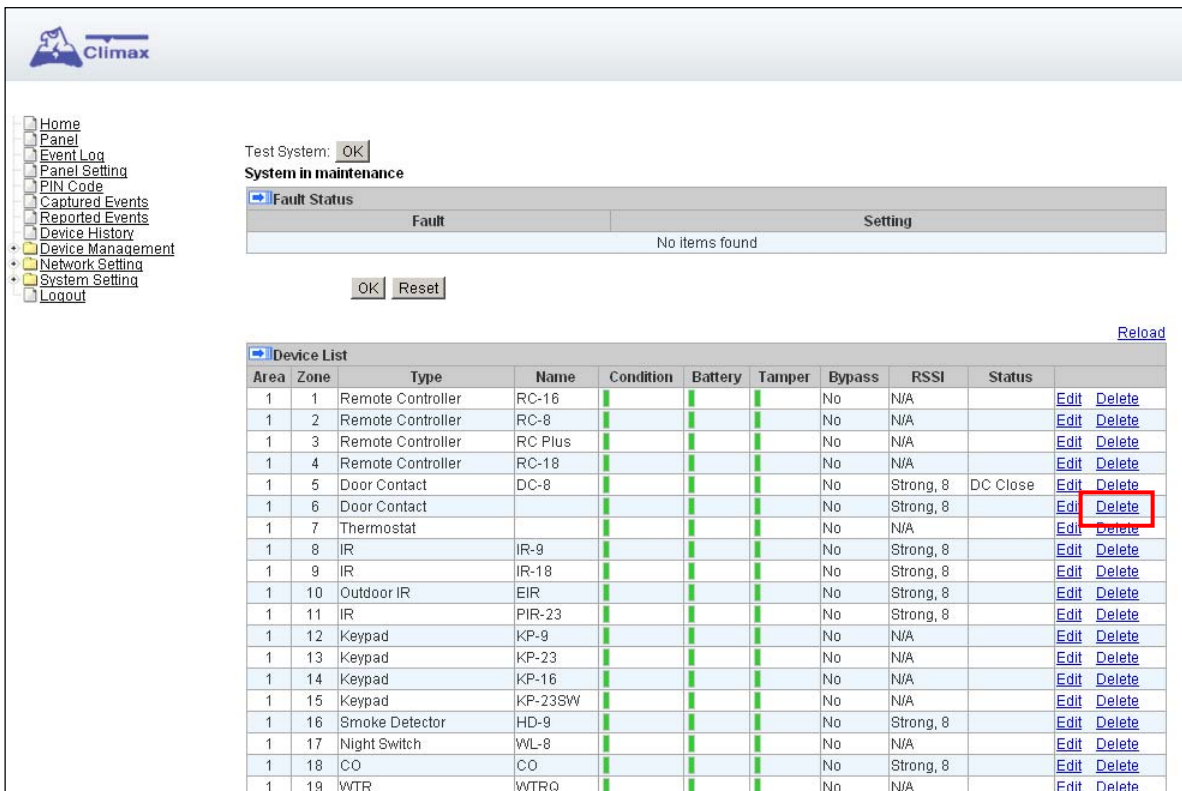 Climax
Home
Panel
Event Log
Panel Setting
PIN Code
Captured Events
Reported Events
Device History
Device Management
Network Setting
System Setting
Logout
Test System: OK
System in maintenance
Fault Status
Fault Setting
No items found
OK Reset
Reload
Device List
Area Zone Type Name Condition Battery Tamper Bypass RSSI Status
1 1 Remote Controller RC-16 No N/A Edit Delete
1 2 Remote Controller RC-8 No N/A Edit Delete
1 3 Remote Controller RC Plus No N/A Edit Delete
1 4 Remote Controller RC-18 No N/A Edit Delete
1 5 Door Contact DC-8 No Strong, 8 DC Close Edit Delete
1 6 Door Contact No Strong, 8 Edit Delete
1 7 Thermostat No N/A Edit Delete
1 8 IR IR-9 No Strong, 8 Edit Delete
1 9 IR IR-18 No Strong, 8 Edit Delete
1 10 Outdoor IR EIR No Strong, 8 Edit Delete
1 11 IR PIR-23 No Strong, 8 Edit Delete
1 12 Keypad KP-9 No N/A Edit Delete
1 13 Keypad KP-23 No N/A Edit Delete
1 14 Keypad KP-16 No N/A Edit Delete
1 15 Keypad KP-23SW No N/A Edit Delete
1 16 Smoke Detector HD-9 No Strong, 8 Edit Delete
1 17 Night Switch WL-8 No N/A Edit Delete
1 18 CO CO No Strong, 8 Edit Delete
1 19 WTR WTRQ No N/A Edit Delete